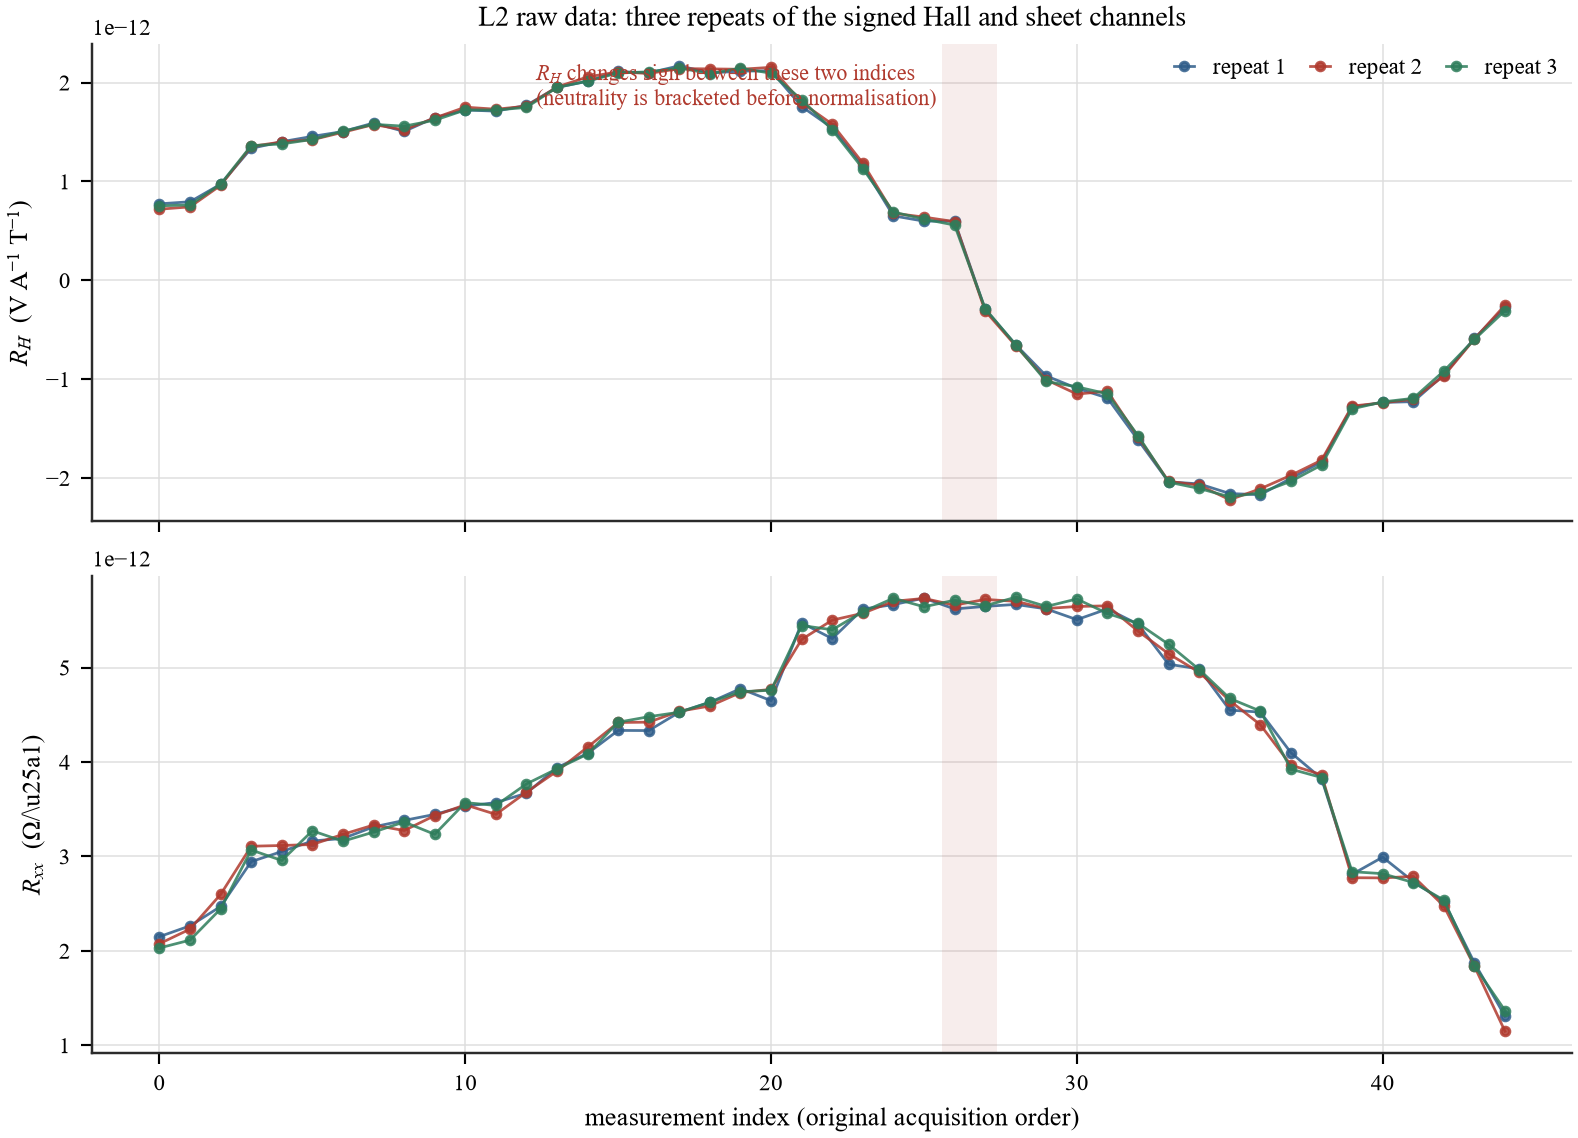 L2 raw data: three repeats of the signed Hall and sheet channels
1e−12
R_H changes sign between these two indices
(neutrality is bracketed before normalisation)
repeat 1
repeat 2
repeat 3
2
1
0
−1
−2
R_H (V A⁻¹ T⁻¹)
1e−12
5
4
3
2
1
R_xx (Ω/\u25a1)
0
10
20
30
40
measurement index (original acquisition order)